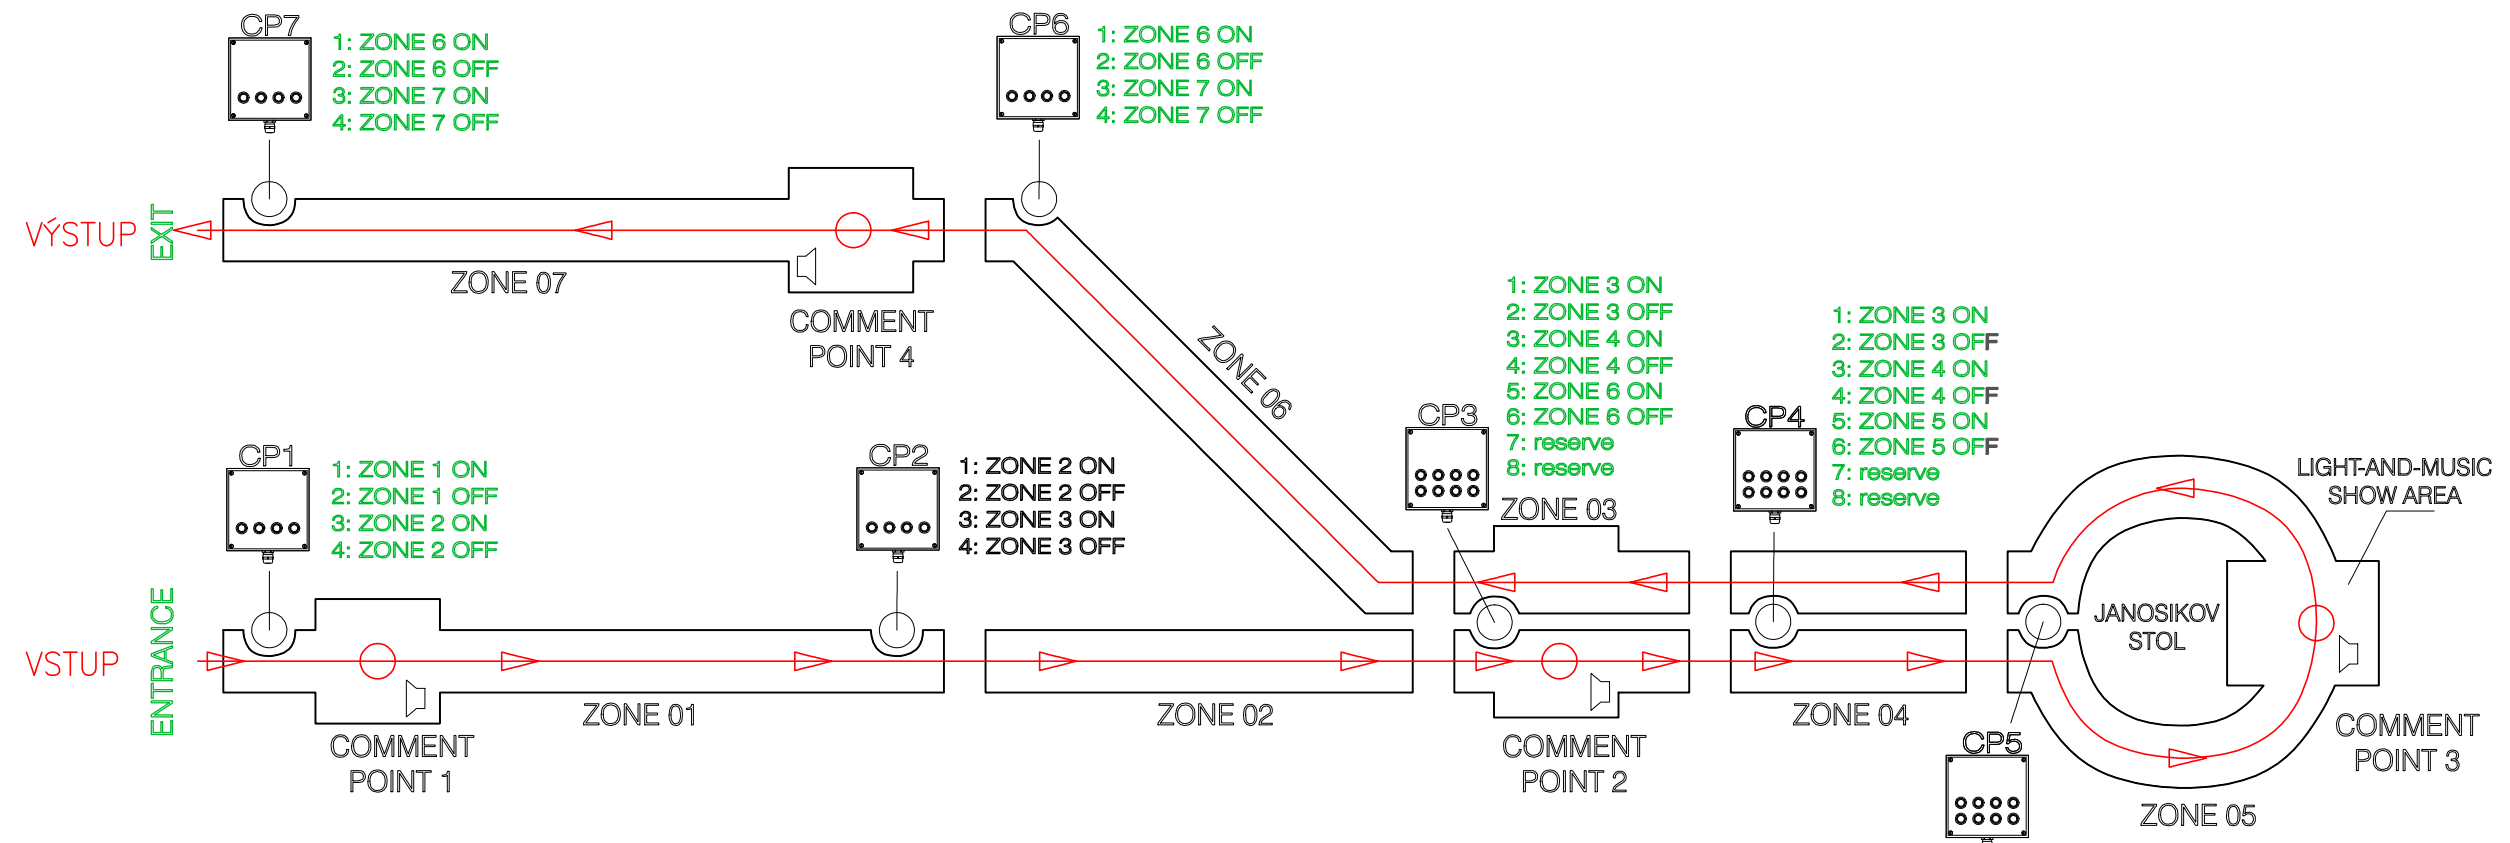 CP7
1: ZONE 6 ON
2: ZONE 6 OFF
3: ZONE 7 ON
4: ZONE 7 OFF
CP6
1: ZONE 6 ON
2: ZONE 6 OFF
3: ZONE 7 ON
4: ZONE 7 OFF
VÝSTUP
EXIT
ZONE 07
COMMENT
POINT 4
ZONE 06
1: ZONE 3 ON
2: ZONE 3 OFF
3: ZONE 4 ON
4: ZONE 4 OFF
5: ZONE 6 ON
6: ZONE 6 OFF
7: reserve
8: reserve
CP3
ZONE 03
1: ZONE 3 ON
2: ZONE 3 OFF
3: ZONE 4 ON
4: ZONE 4 OFF
5: ZONE 5 ON
6: ZONE 5 OFF
7: reserve
8: reserve
CP4
LIGHT-AND-MUSIC
SHOW AREA
CP1
1: ZONE 1 ON
2: ZONE 1 OFF
3: ZONE 2 ON
4: ZONE 2 OFF
CP2
1: ZONE 2 ON
2: ZONE 2 OFF
3: ZONE 3 ON
4: ZONE 3 OFF
VSTUP
ENTRANCE
JANOSIKOV
STOL
ZONE 01
COMMENT
POINT 1
ZONE 02
COMMENT
POINT 2
ZONE 04
CP5
COMMENT
POINT 3
ZONE 05